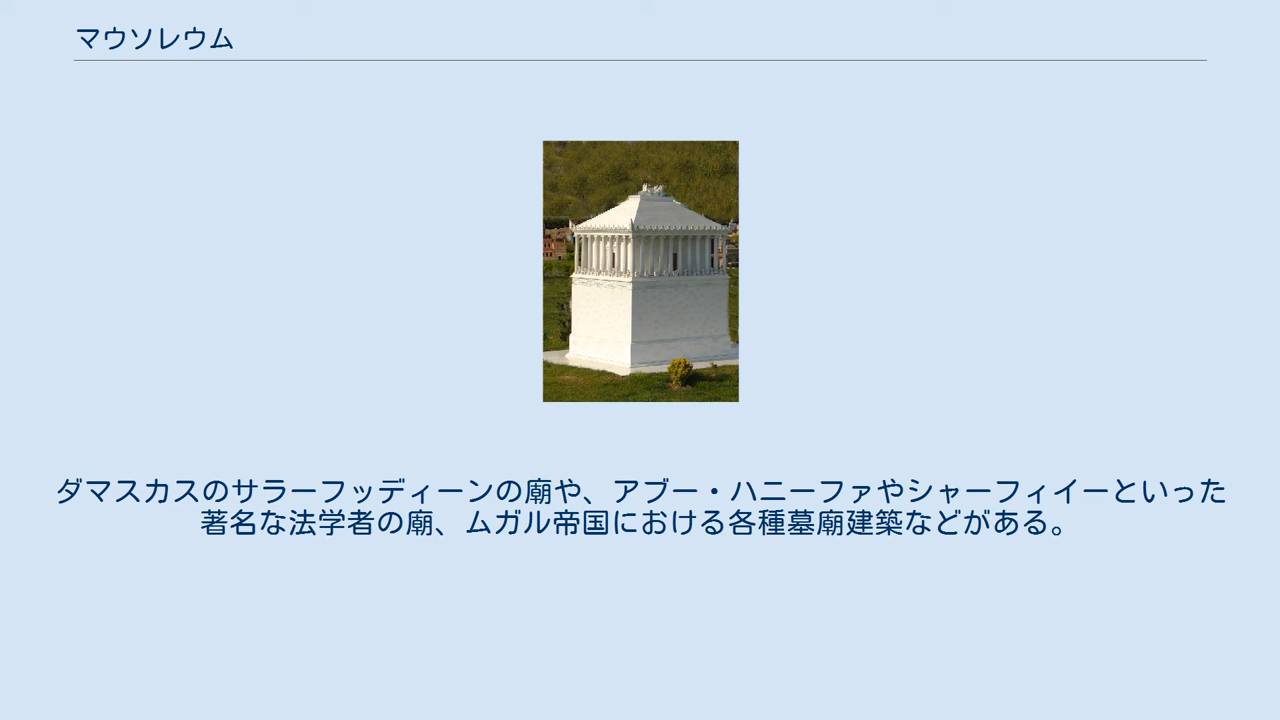 マウソレウム
ダマスカスのサラーフッディーンの廟や、アブー・ハニーファやシャーフィイーといった
著名な法学者の廟、ムガル帝国における各種墓廟建築などがある。